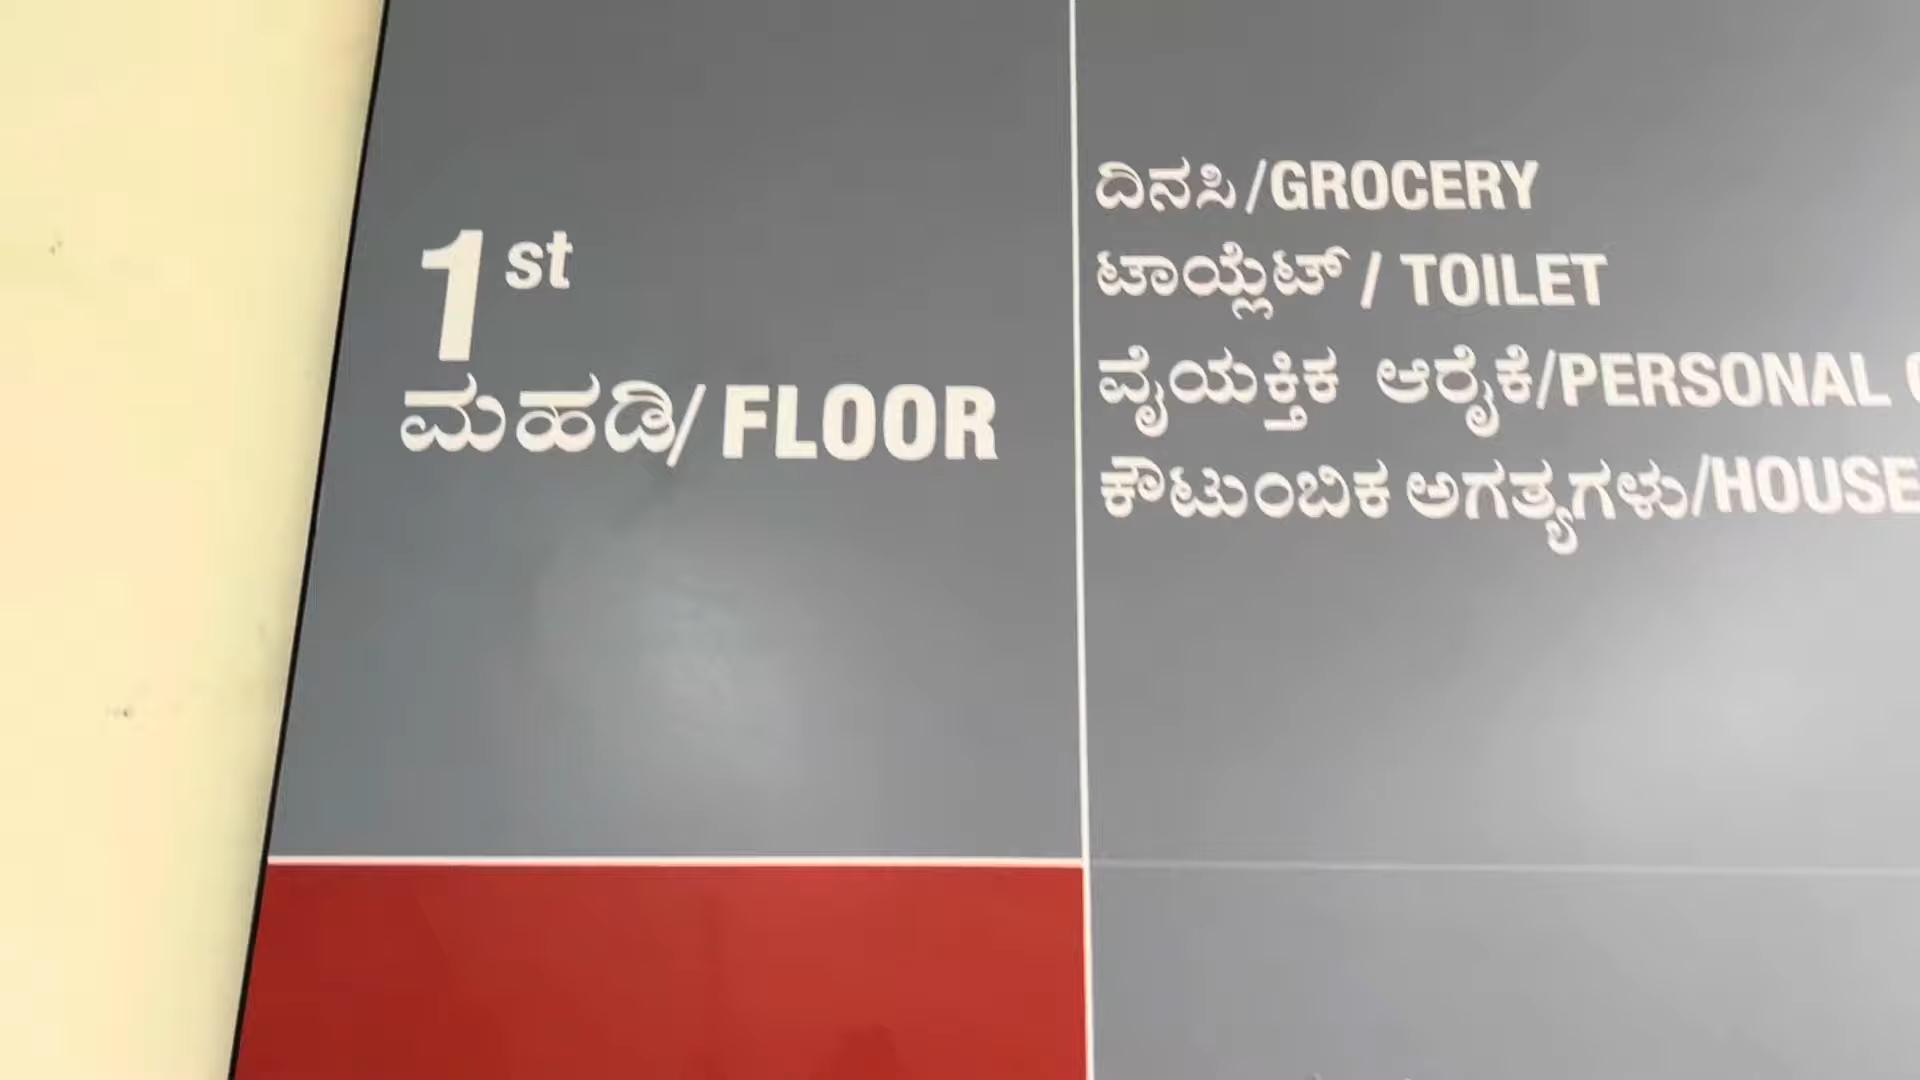 1st
ಮಹಡಿ/ FLOOR
ದಿನಸಿ/GROCERY
ಟಾಯ್ಲೆಟ್ / TOILET
ವೈಯಕ್ತಿಕ ಆರೈಕೆ/PERSONAL
ಕೌಟುಂಬಿಕ ಅಗತ್ಯಗಳು/HOUSE